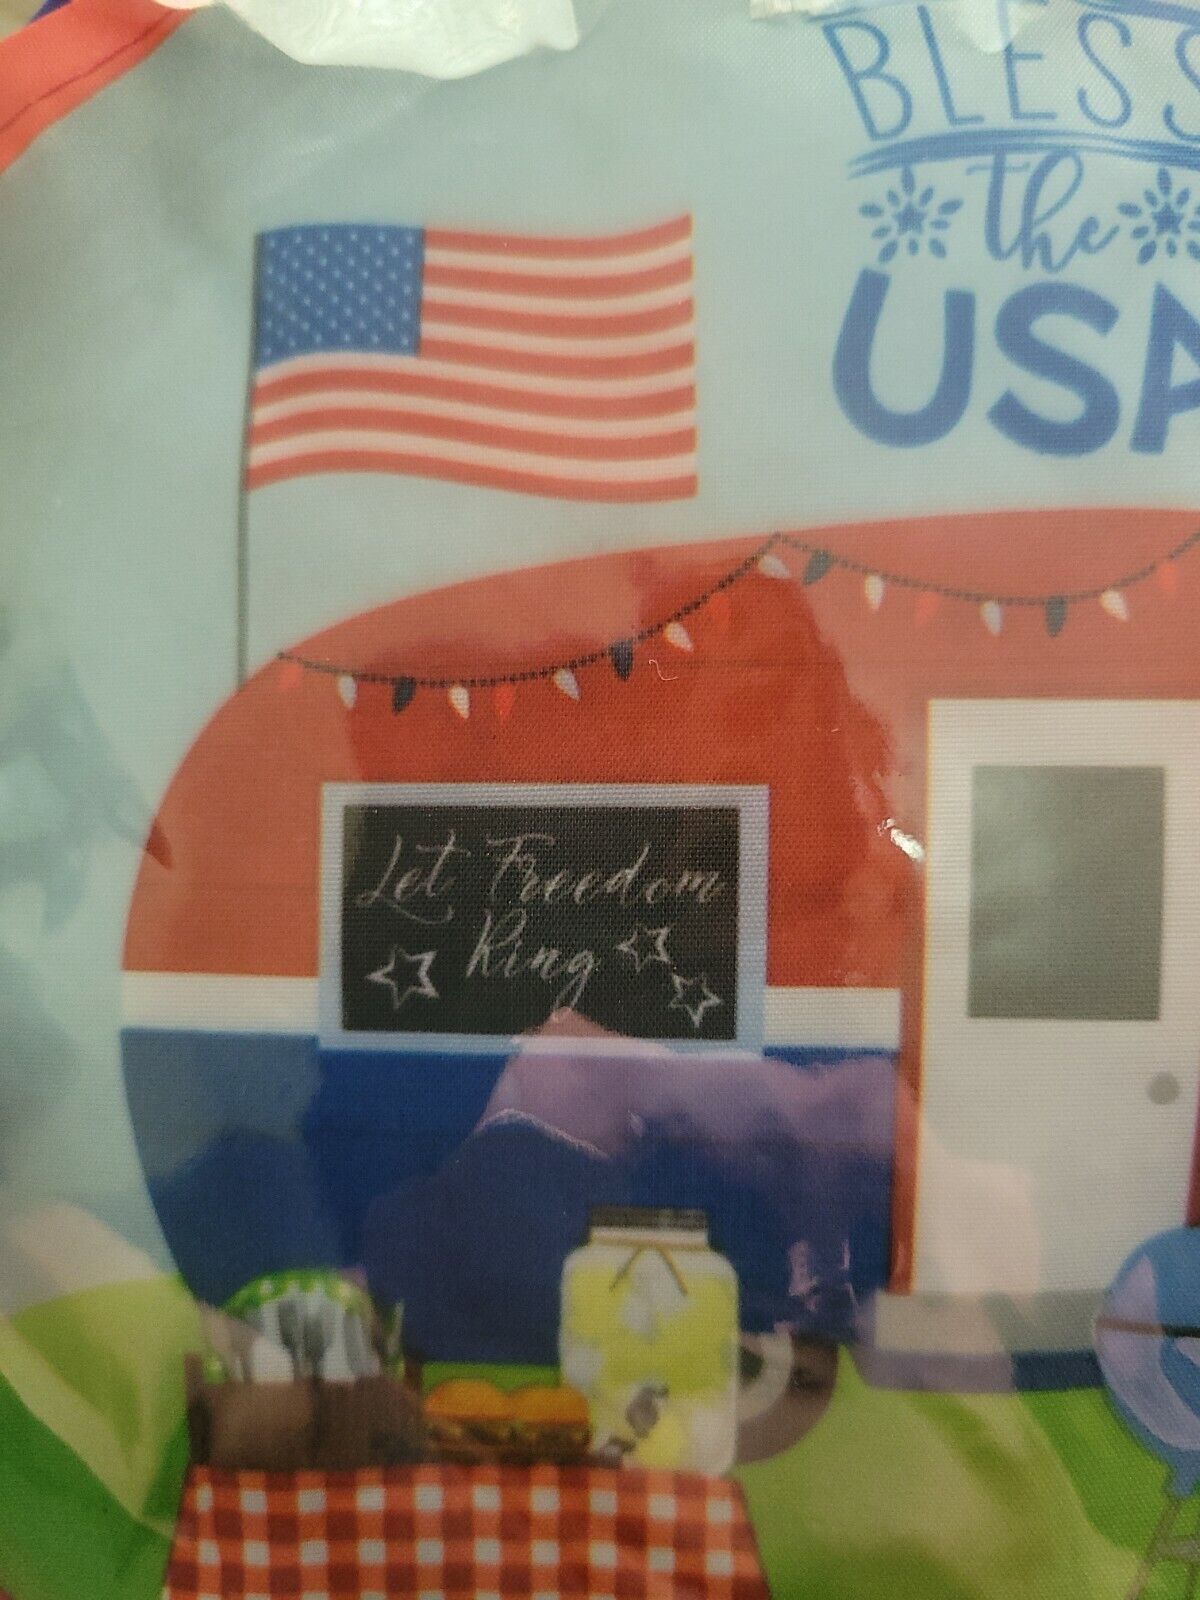 BLESS
the
USA
Let Freedom
Ring